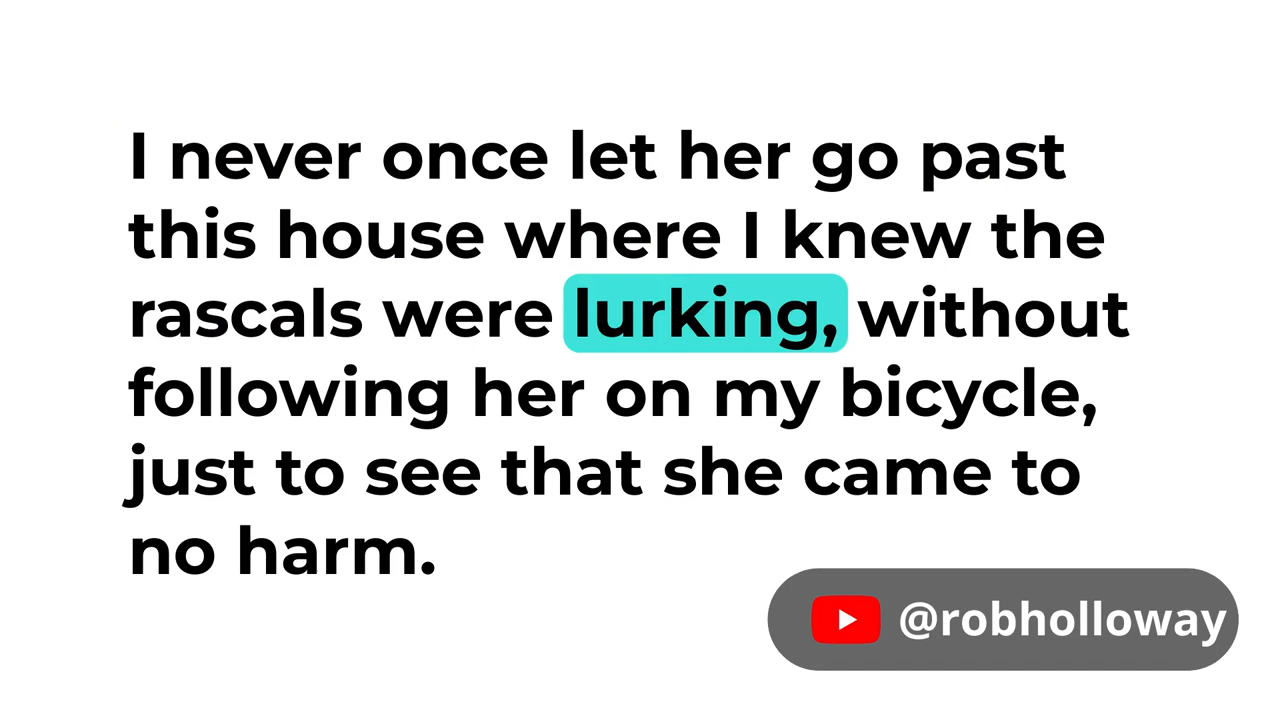 I never once let her go past
this house where I knew the
rascals were lurking, without
following her on my bicycle,
just to see that she came to
no harm.
@robholloway